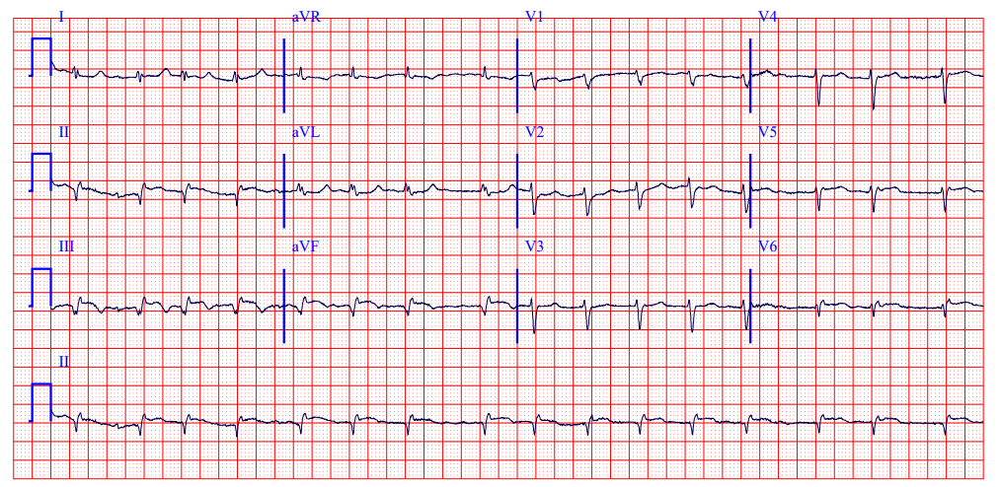 I aVR V1 V4
II aVL V2 V5
III aVF V3 V6
II